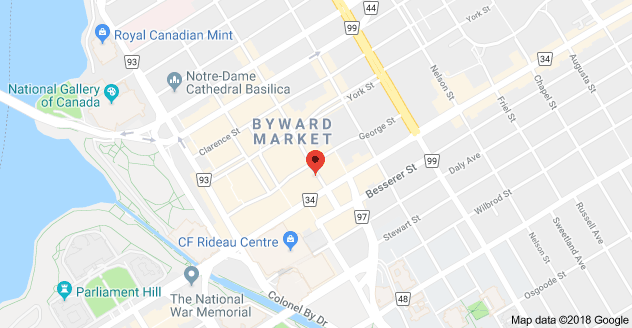 York St
44
99
Royal Canadian Mint
93
34
Augusta St
Nelson St
Chapel St
Friel St
National Gallery
of Canada
Notre-Dame
Cathedral Basilica
York St
BYWARD
MARKET
George St
Clarence St
99
Daly Ave
93
Besserer St
34
Wilbrod St
97
Stewart St
Russell Ave
Sweetland Ave
Nelson St
CF Rideau Centre
Osgoode St
Parliament Hill
The National
War Memorial
Colonel By Dr
48
Map data ©2018 Google